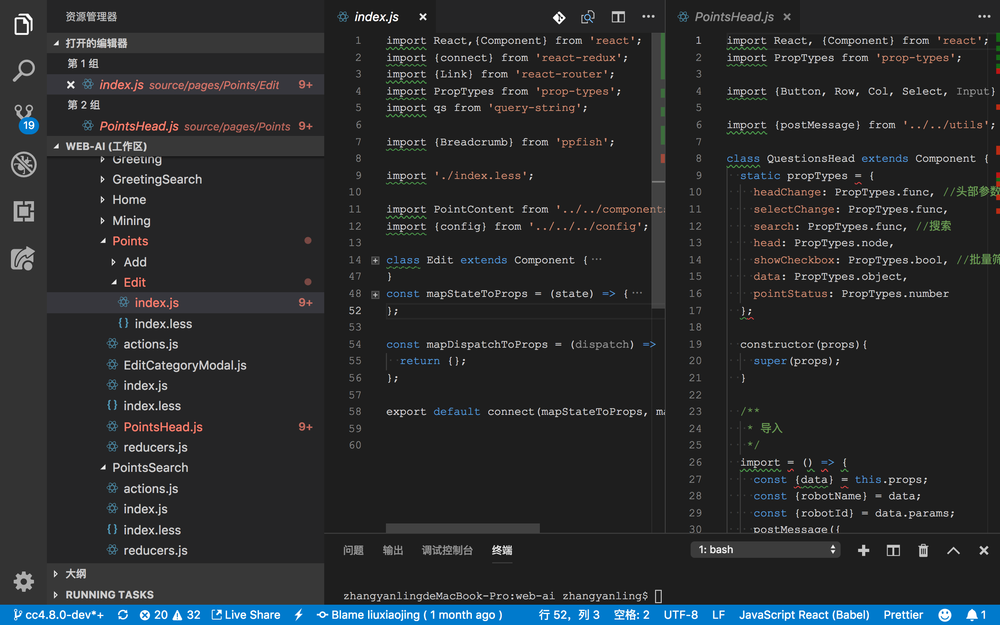 资源管理器
打开的编辑器
第 1 组
index.js source/pages/Points/Edit 9+
第 2 组
PointsHead.js source/pages/Points 9+
WEB-AI (工作区)
Greeting
GreetingSearch
Home
Mining
Points
Add
Edit
index.js 9+
index.less
actions.js
EditCategoryModal.js
index.js
index.less
PointsHead.js 9+
reducers.js
PointsSearch
actions.js
index.js
index.less
reducers.js
大纲
RUNNING TASKS
19
index.js
1 import React,{Component} from 'react';
2 import {connect} from 'react-redux';
3 import {Link} from 'react-router';
4 import PropTypes from 'prop-types';
5 import qs from 'query-string';
6
7 import {Breadcrumb} from 'ppfish';
8
9 import './index.less';
10
11 import PointContent from '../../components
12 import {config} from '../../../config';
13
14 class Edit extends Component {···
47 }
48 const mapStateToProps = (state) => {···
52 };
53
54 const mapDispatchToProps = (dispatch) =>
55 return {};
56 };
57
58 export default connect(mapStateToProps, ma
59
60
PointsHead.js
1 import React, {Component} from 'react';
2 import PropTypes from 'prop-types';
3
4 import {Button, Row, Col, Select, Input}
5
6 import {postMessage} from '../../utils';
7
8 class QuestionsHead extends Component {
9 static propTypes = {
10 headChange: PropTypes.func, //头部参数
11 selectChange: PropTypes.func,
12 search: PropTypes.func, //搜索
13 head: PropTypes.node,
14 showCheckbox: PropTypes.bool, //批量筛
15 data: PropTypes.object,
16 pointStatus: PropTypes.number
17 };
18
19 constructor(props){
20 super(props);
21 }
22
23 /**
24 * 导入
25 */
26 import = () => {
27 const {data} = this.props;
28 const {robotName} = data;
29 const {robotId} = data.params;
30 postMessage({
问题 输出 调试控制台 终端 1: bash
zhangyanlingdeMacBook-Pro:web-ai zhangyanling$
cc4.8.0-dev*+ 20 32 Live Share Blame liuxiaojing ( 1 month ago ) 行 52，列 3 空格: 2 UTF-8 LF JavaScript React (Babel) Prettier 1